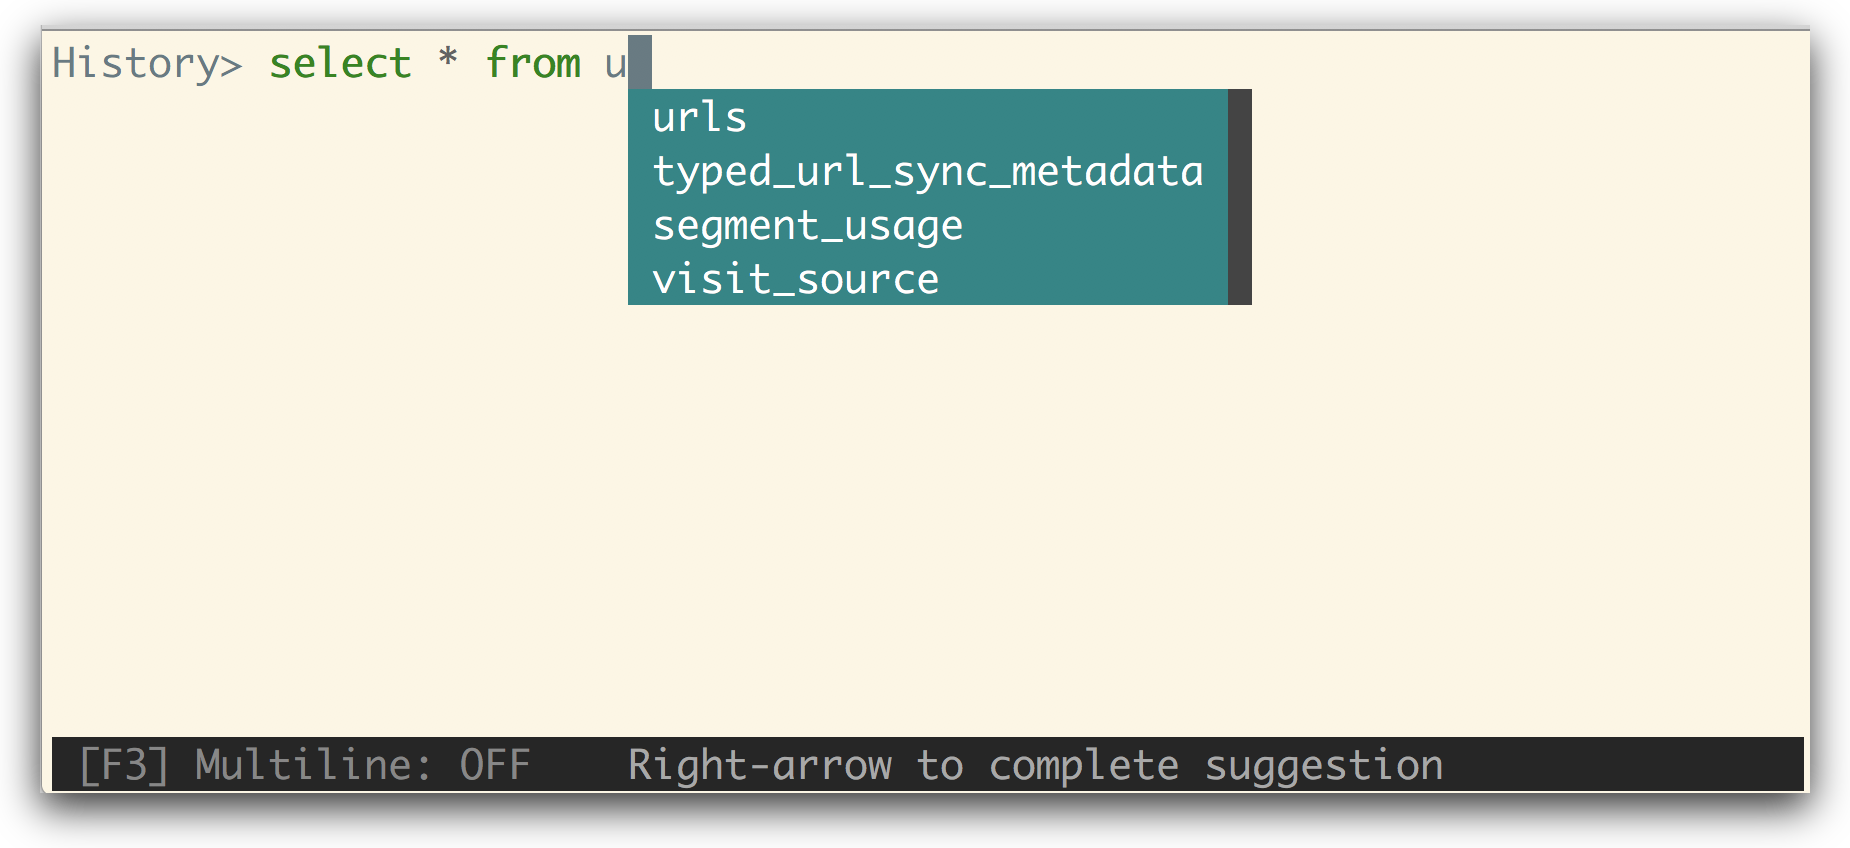 History> select * from u
urls
typed_url_sync_metadata
segment_usage
visit_source
[F3] Multiline: OFF    Right-arrow to complete suggestion